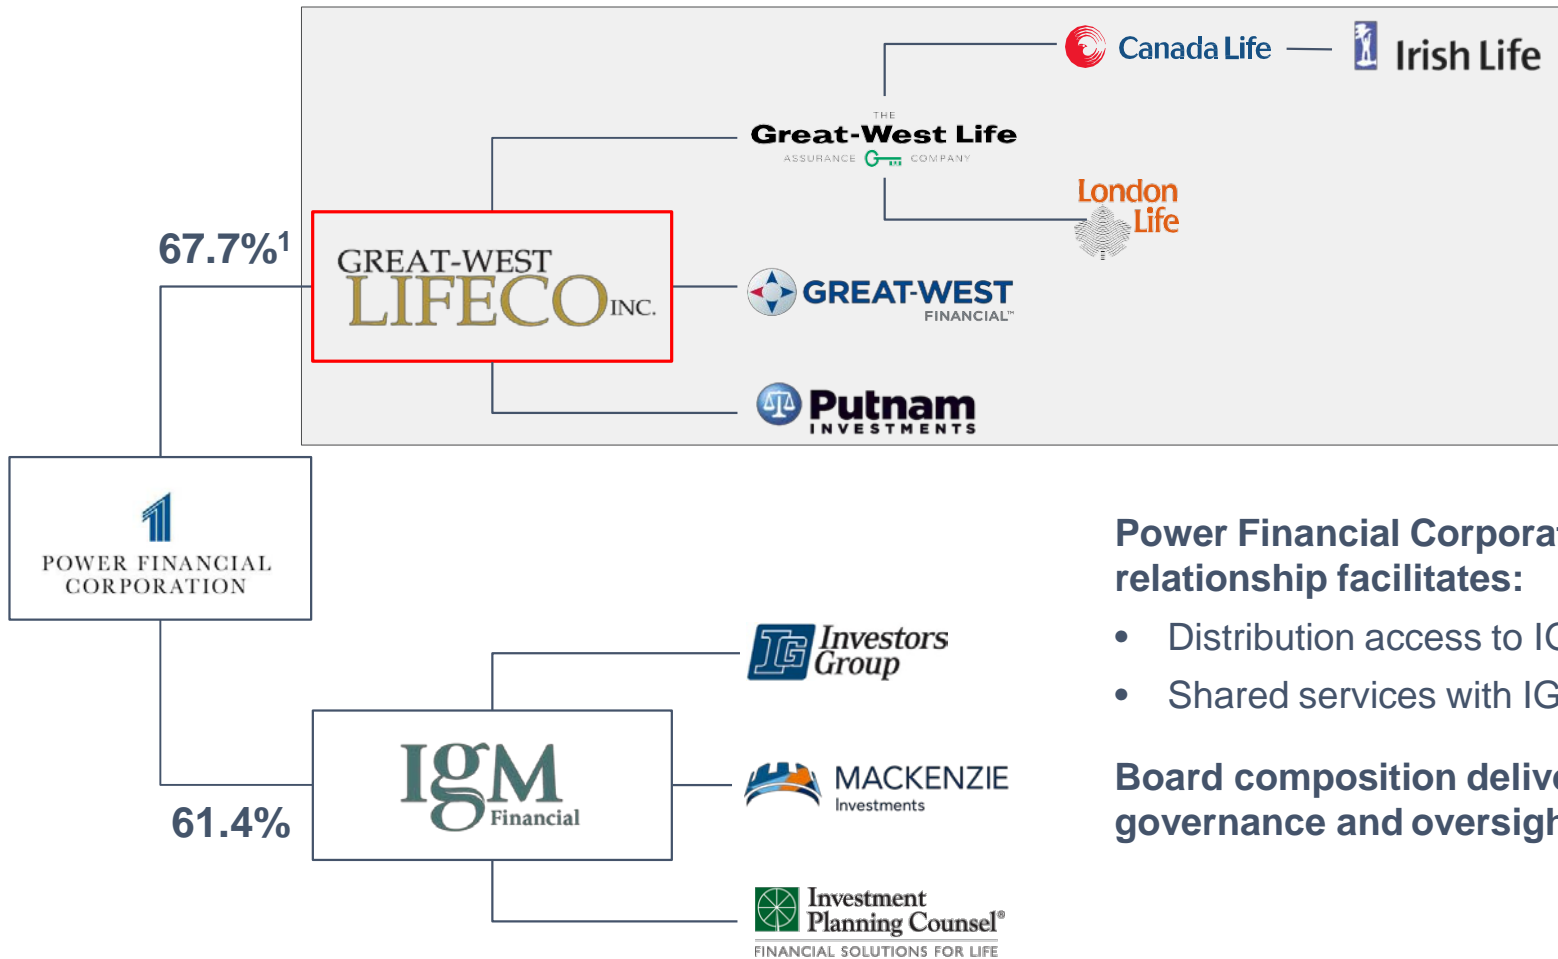 Canada Life
Irish Life
THE
Great-West Life
ASSURANCE COMPANY
London
Life
67.7%¹
GREAT-WEST
LIFECO INC.
GREAT-WEST
FINANCIAL™
Putnam
INVESTMENTS
POWER FINANCIAL
CORPORATION
Power Financial Corporat
relationship facilitates:
• Distribution access to IG
• Shared services with IG
Board composition delive
governance and oversigh
IG Investors
Group
IGM
Financial
61.4%
MACKENZIE
Investments
Investment
Planning Counsel®
FINANCIAL SOLUTIONS FOR LIFE